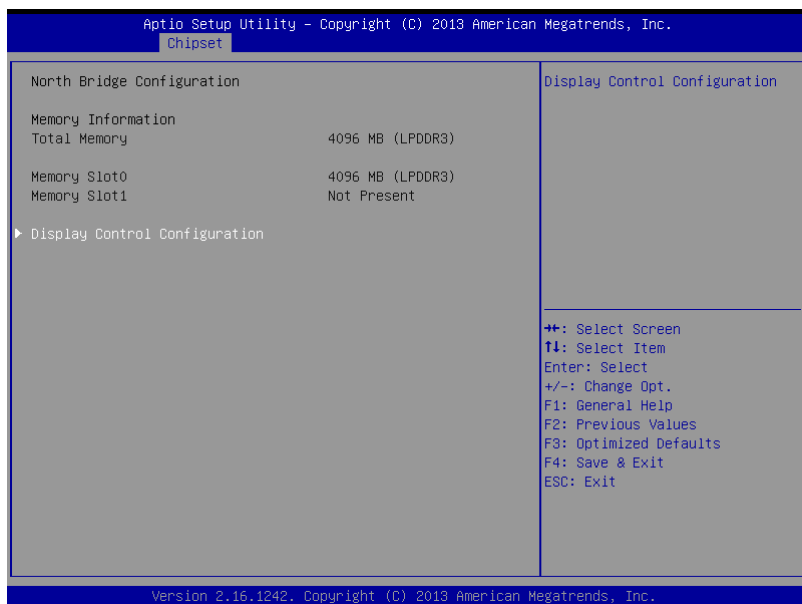 Aptio Setup Utility – Copyright (C) 2013 American Megatrends, Inc.
Chipset
North Bridge Configuration
Memory Information
Total Memory 4096 MB (LPDDR3)
Memory Slot0 4096 MB (LPDDR3)
Memory Slot1 Not Present
Display Control Configuration
Display Control Configuration
→←: Select Screen
↑↓: Select Item
Enter: Select
+/-: Change Opt.
F1: General Help
F2: Previous Values
F3: Optimized Defaults
F4: Save & Exit
ESC: Exit
Version 2.16.1242. Copyright (C) 2013 American Megatrends, Inc.